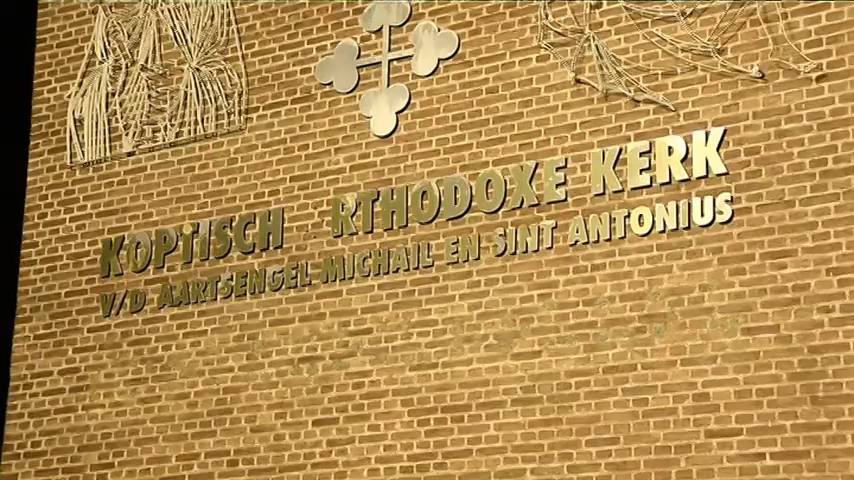 KOPTISCH RTHODOXE KERK
V/D AARTSENGEL MICHAIL EN SINT ANTONIUS